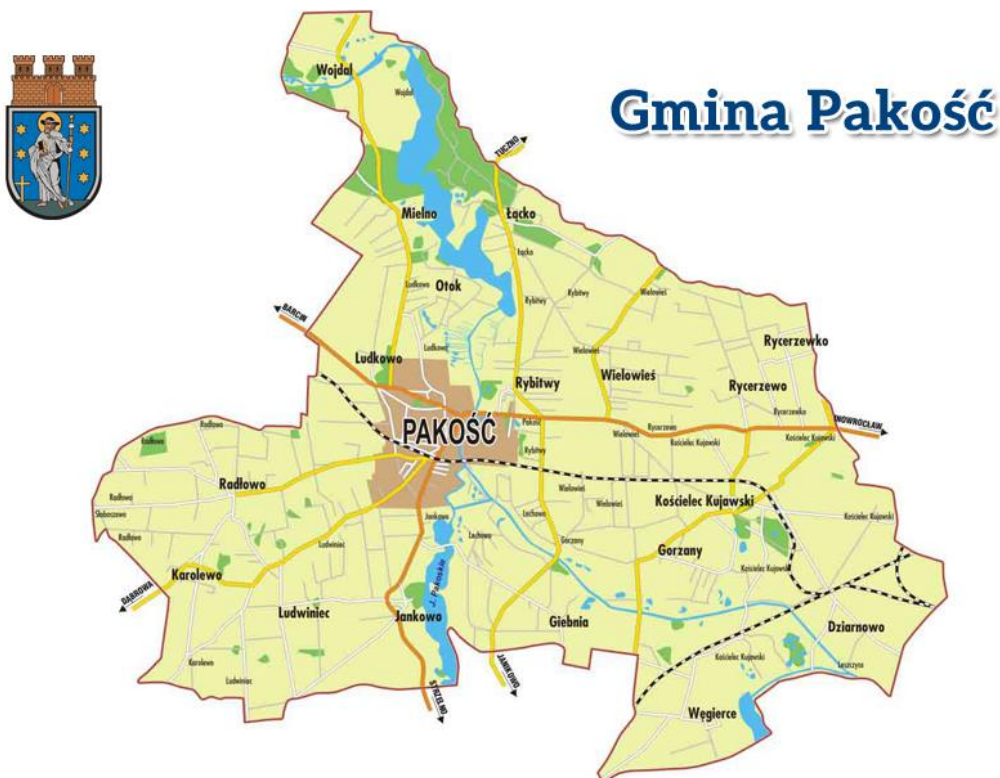 Gmina Pakość
Wojdal
Wojdal
TUCZNO
Mielno
Łącko
Łącko
Ludkowo
Otok
Rybitwy
Rybitwy
Wielowieś
BARCIN
Ludkowo
Ludkowo
Rycerzewko
Wielowieś
Wielowieś
Rybitwy
Rycerzewo
PAKOŚĆ
Pakość
Rycerzewo
Rycerzewko
INOWROCŁAW
Wielowieś
Kościelec Kujawski
Kościelec Kujawski
Radłowo
Radłowo
Rybitwy
Radłowo
Radłowo
Słaboszewo
Radłowo
Wielowieś
Wielowieś
Kościelec Kujawski
Jankowo
Lechowo
Kościelec Kujawski
Ludwiniec
Lechowo
Gorzany
Gorzany
Kościelec Kujawski
Karolewo
DĄBROWA
J. Pakoskie
Ludwiniec
Jankowo
Giebnia
Dziarnowo
Karolewo
Ludwiniec
JANIKOWO
STRZELNO
Kościelec Kujawski
Leszczyce
Węgierce